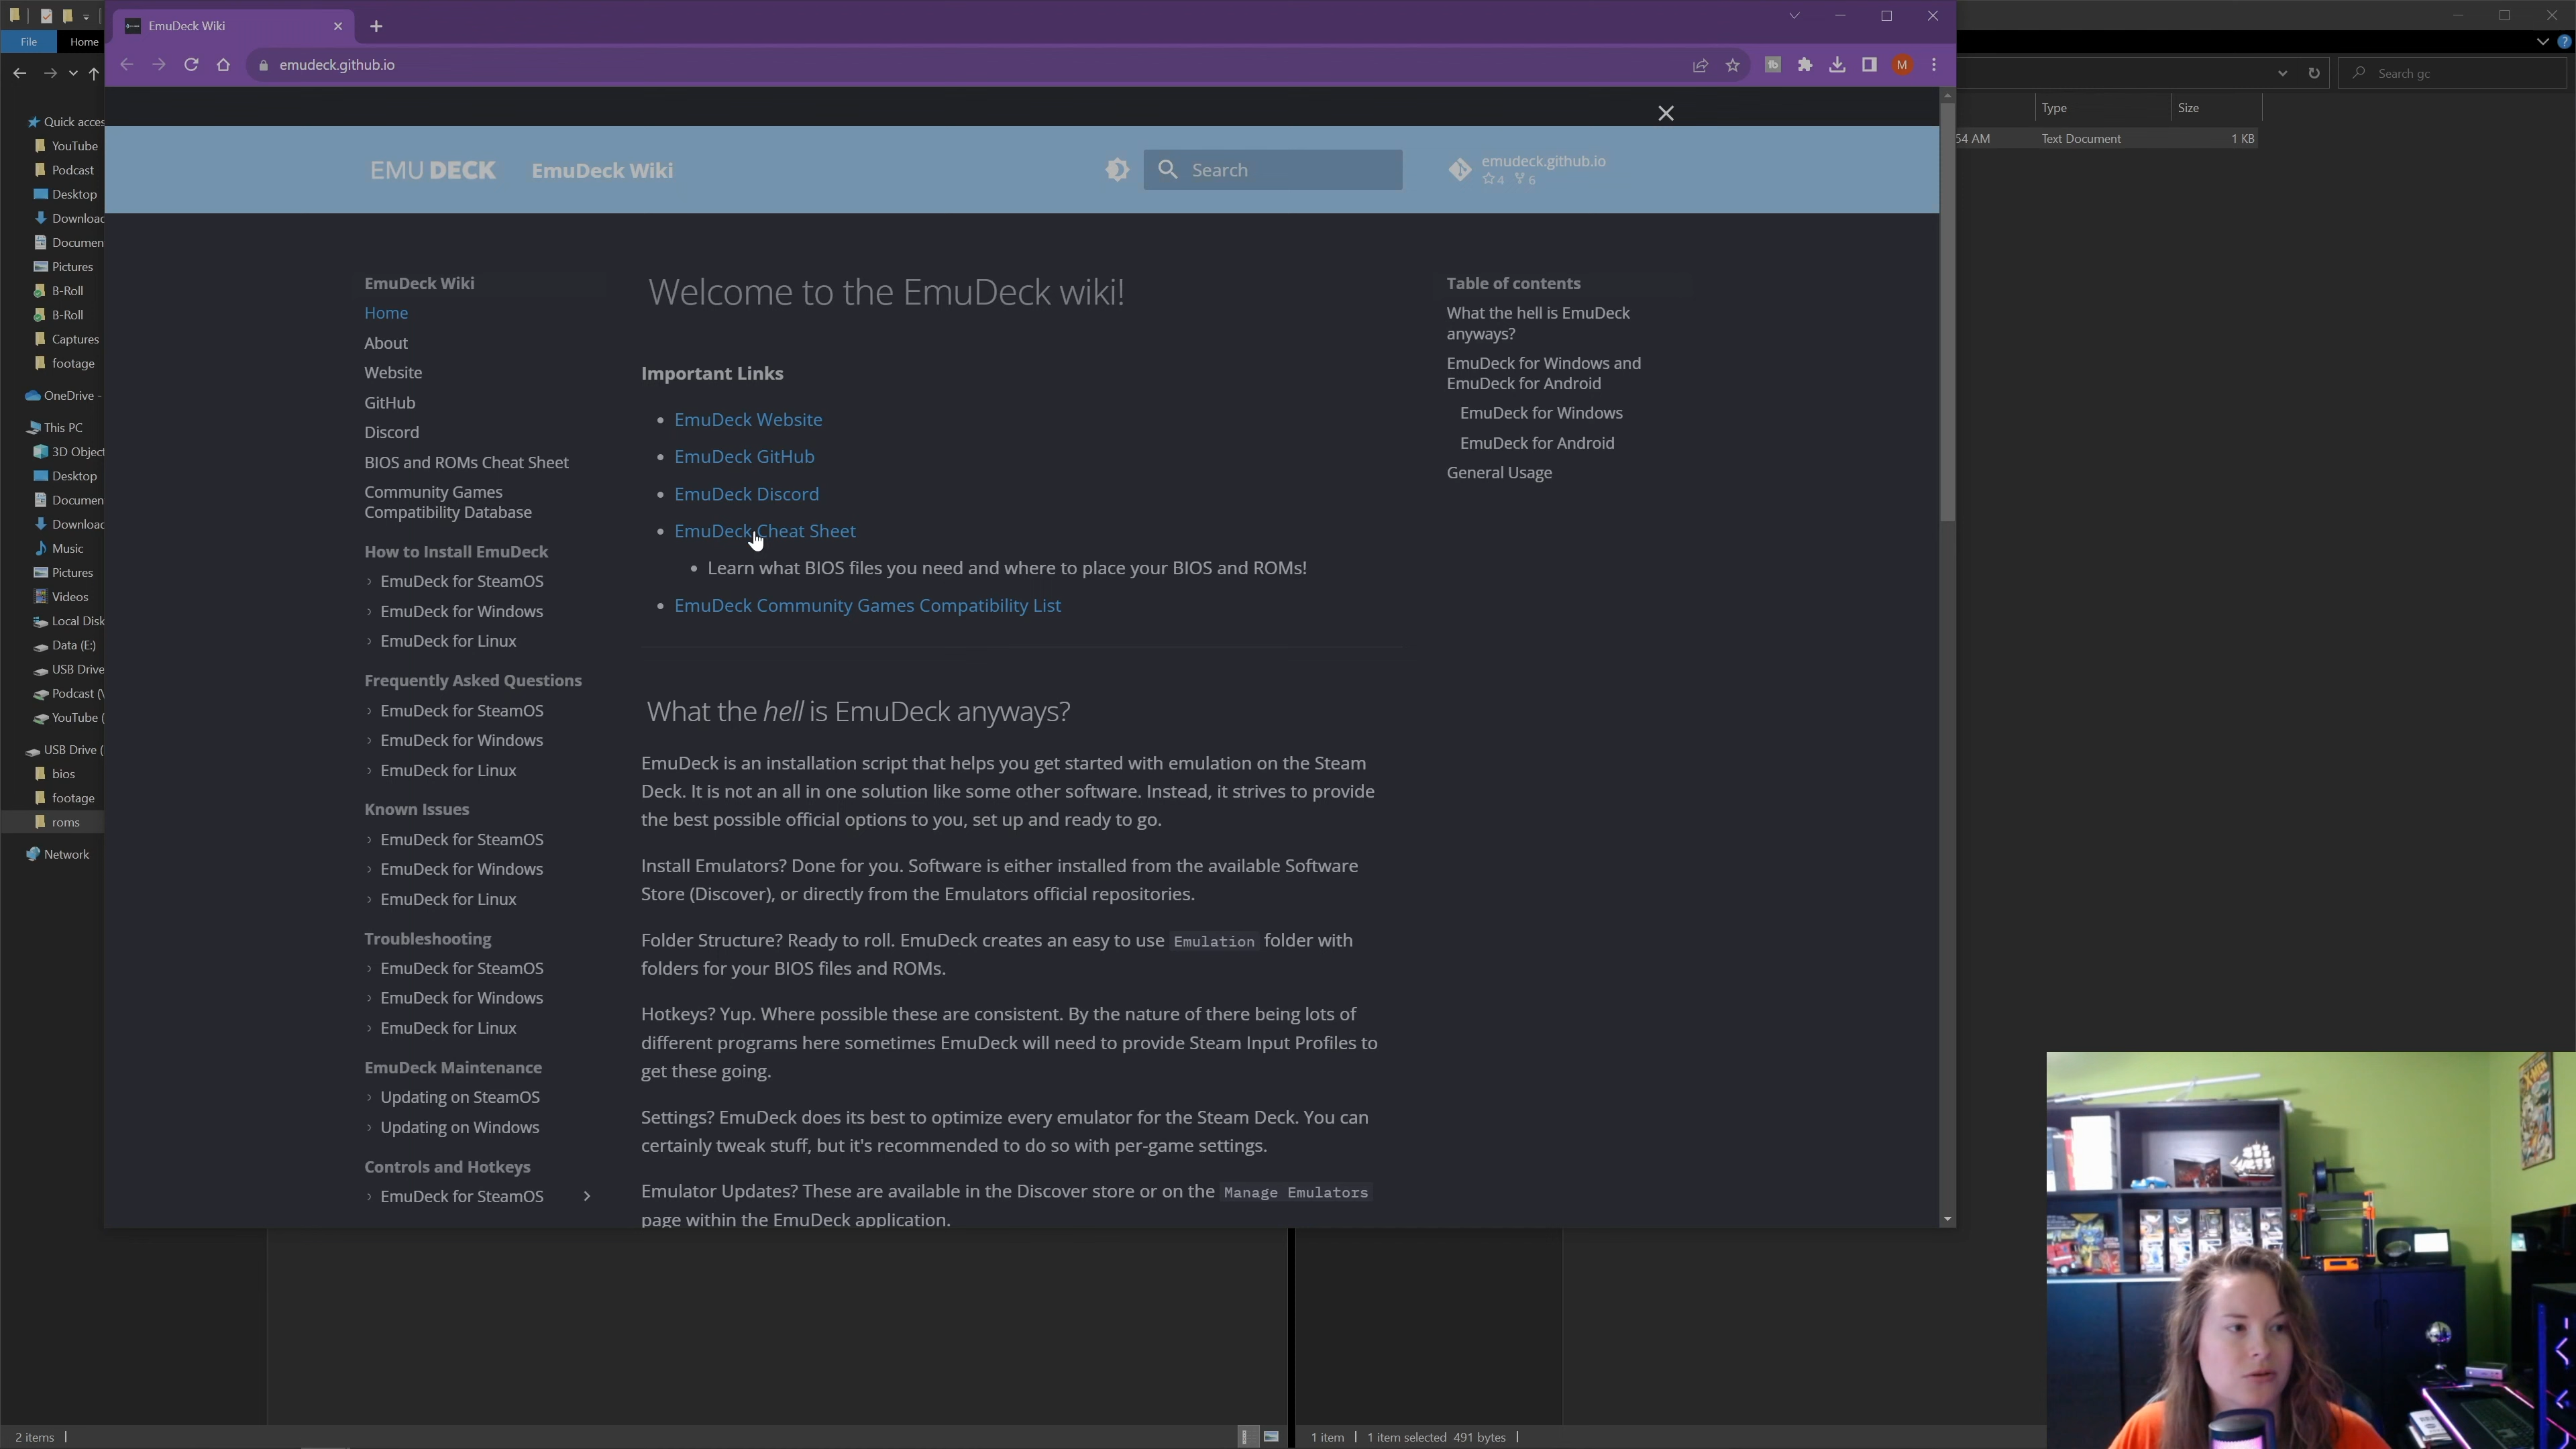 File
Home
EmuDeck Wiki
emudeck.github.io
M
Search gc
Type
Size
54 AM
Text Document
1 KB
Quick acces
YouTube
Podcast
Desktop
Downloac
Documen
Pictures
B-Roll
B-Roll
Captures
footage
OneDrive -
This PC
3D Object
Desktop
Documen
Downloac
Music
Pictures
Videos
Local Disk
Data (E:)
USB Drive
Podcast (\
YouTube (
USB Drive (
bios
footage
roms
Network
EMU DECK
EmuDeck Wiki
Search
emudeck.github.io
4 6
EmuDeck Wiki
Home
About
Website
GitHub
Discord
BIOS and ROMs Cheat Sheet
Community Games
Compatibility Database
How to Install EmuDeck
EmuDeck for SteamOS
EmuDeck for Windows
EmuDeck for Linux
Frequently Asked Questions
EmuDeck for SteamOS
EmuDeck for Windows
EmuDeck for Linux
Known Issues
EmuDeck for SteamOS
EmuDeck for Windows
EmuDeck for Linux
Troubleshooting
EmuDeck for SteamOS
EmuDeck for Windows
EmuDeck for Linux
EmuDeck Maintenance
Updating on SteamOS
Updating on Windows
Controls and Hotkeys
EmuDeck for SteamOS
Welcome to the EmuDeck wiki!
Important Links
EmuDeck Website
EmuDeck GitHub
EmuDeck Discord
EmuDeck Cheat Sheet
Learn what BIOS files you need and where to place your BIOS and ROMs!
EmuDeck Community Games Compatibility List
What the hell is EmuDeck anyways?
EmuDeck is an installation script that helps you get started with emulation on the Steam
Deck. It is not an all in one solution like some other software. Instead, it strives to provide
the best possible official options to you, set up and ready to go.
Install Emulators? Done for you. Software is either installed from the available Software
Store (Discover), or directly from the Emulators official repositories.
Folder Structure? Ready to roll. EmuDeck creates an easy to use Emulation folder with
folders for your BIOS files and ROMs.
Hotkeys? Yup. Where possible these are consistent. By the nature of there being lots of
different programs here sometimes EmuDeck will need to provide Steam Input Profiles to
get these going.
Settings? EmuDeck does its best to optimize every emulator for the Steam Deck. You can
certainly tweak stuff, but it's recommended to do so with per-game settings.
Emulator Updates? These are available in the Discover store or on the Manage Emulators
page within the EmuDeck application.
Table of contents
What the hell is EmuDeck
anyways?
EmuDeck for Windows and
EmuDeck for Android
EmuDeck for Windows
EmuDeck for Android
General Usage
X-MEN
2 items
1 item
1 item selected 491 bytes